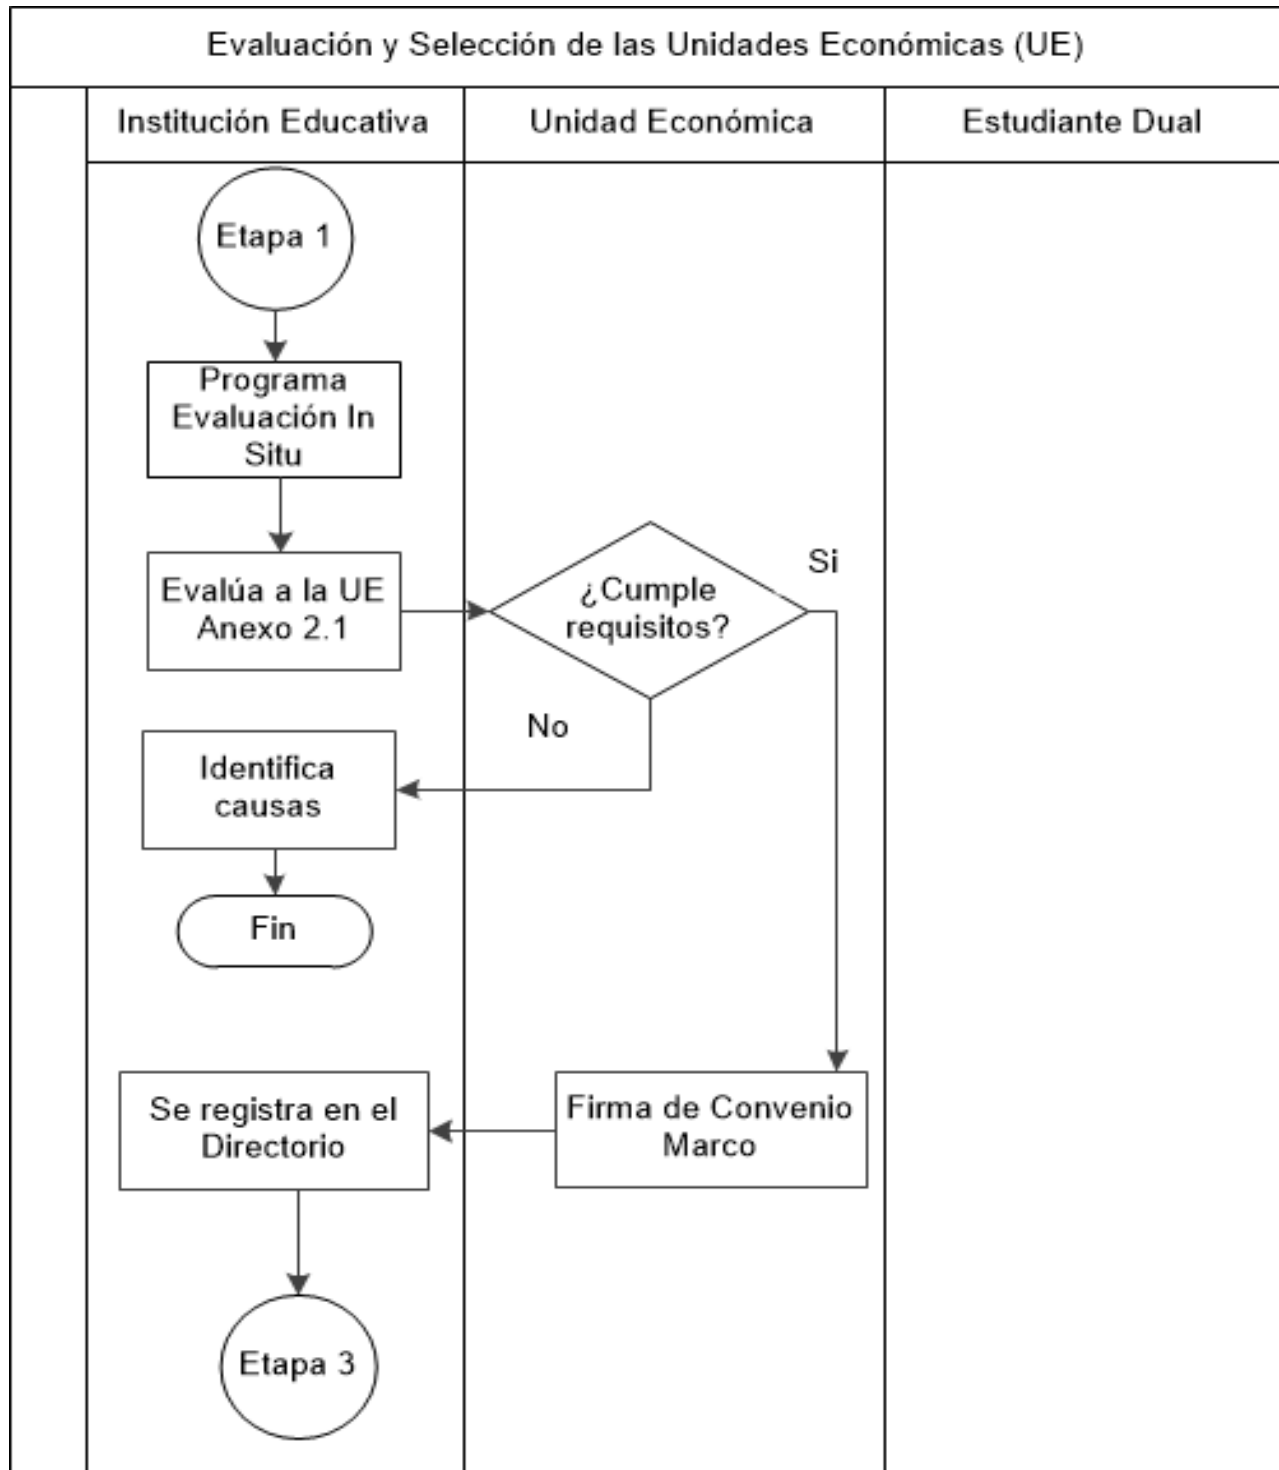 Evaluación y Selección de las Unidades Económicas (UE)
Institución Educativa
Unidad Económica
Estudiante Dual
Etapa 1
Programa
Evaluación In
Situ
Evalúa a la UE
Anexo 2.1
¿Cumple
requisitos?
Si
No
Identifica
causas
Fin
Se registra en el
Directorio
Firma de Convenio
Marco
Etapa 3